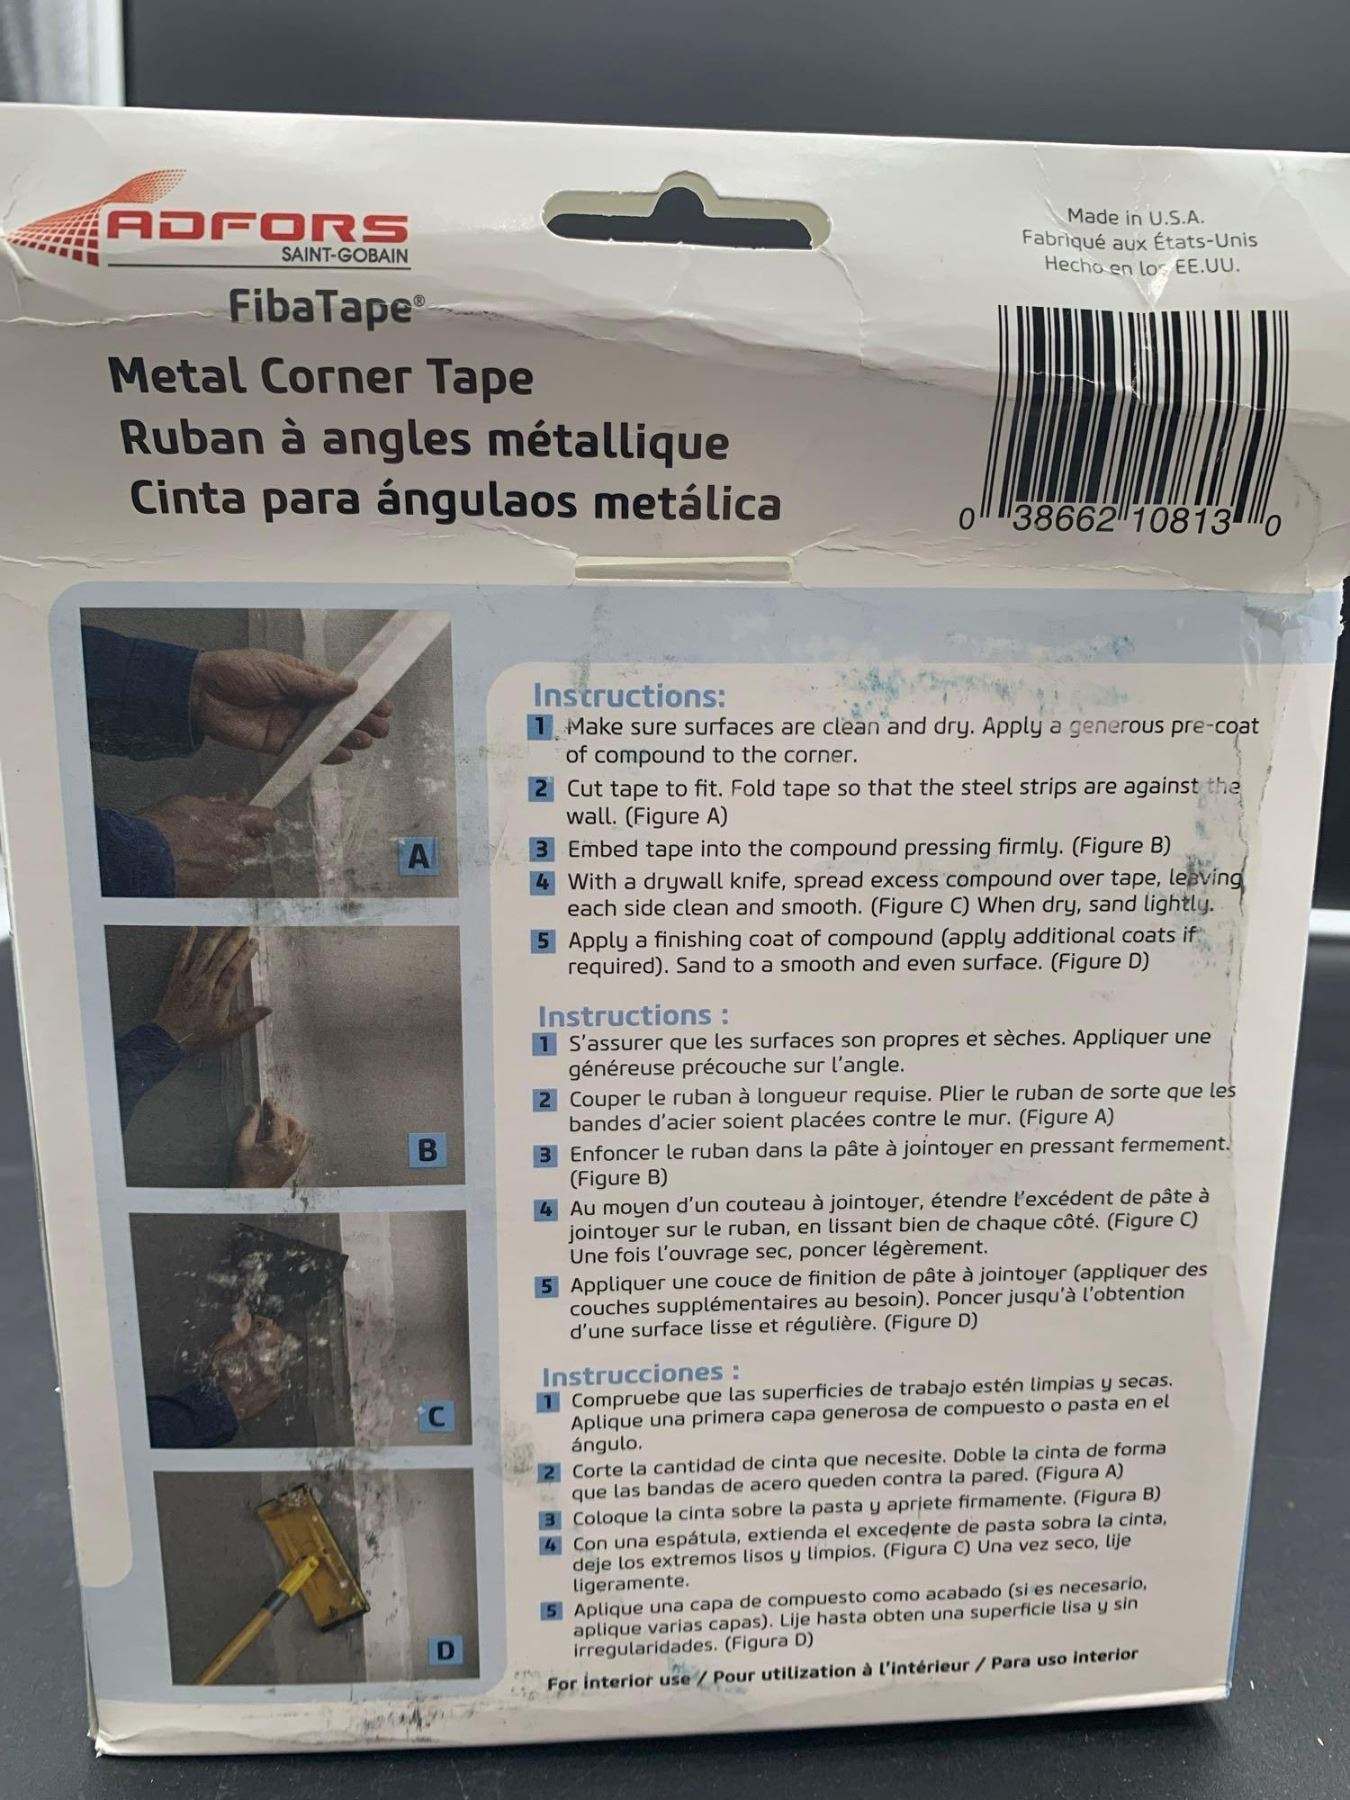 ADFORS
SAINT-GOBAIN
FibaTape®
Metal Corner Tape
Ruban à angles métallique
Cinta para ángulaos metálica
Made in U.S.A.
Fabriqué aux États-Unis
Hecho en los EE.UU.
0 38662 10813 0
A
B
C
D
Instructions:
1 Make sure surfaces are clean and dry. Apply a generous pre-coat
of compound to the corner.
2 Cut tape to fit. Fold tape so that the steel strips are against the
wall. (Figure A)
3 Embed tape into the compound pressing firmly. (Figure B)
4 With a drywall knife, spread excess compound over tape, leaving
each side clean and smooth. (Figure C) When dry, sand lightly.
5 Apply a finishing coat of compound (apply additional coats if
required). Sand to a smooth and even surface. (Figure D)
Instructions :
1 S'assurer que les surfaces son propres et sèches. Appliquer une
généreuse précouche sur l'angle.
2 Couper le ruban à longueur requise. Plier le ruban de sorte que les
bandes d'acier soient placées contre le mur. (Figure A)
3 Enfoncer le ruban dans la pâte à jointoyer en pressant fermement.
(Figure B)
4 Au moyen d'un couteau à jointoyer, étendre l'excédent de pâte à
jointoyer sur le ruban, en lissant bien de chaque côté. (Figure C)
Une fois l'ouvrage sec, poncer légèrement.
5 Appliquer une couce de finition de pâte à jointoyer (appliquer des
couches supplémentaires au besoin). Poncer jusqu'à l'obtention
d'une surface lisse et régulière. (Figure D)
Instrucciones :
1 Compruebe que las superficies de trabajo estén limpias y secas.
Aplique una primera capa generosa de compuesto o pasta en el
ángulo.
2 Corte la cantidad de cinta que necesite. Doble la cinta de forma
que las bandas de acero queden contra la pared. (Figura A)
3 Coloque la cinta sobre la pasta y apriete firmamente. (Figura B)
4 Con una espátula, extienda el excedente de pasta sobra la cinta,
deje los extremos lisos y limpios. (Figura C) Una vez seco, lije
ligeramente.
5 Aplique una capa de compuesto como acabado (si es necesario,
aplique varias capas). Lije hasta obten una superficie lisa y sin
irregularidades. (Figura D)
For interior use / Pour utilization à l'intérieur / Para uso interior